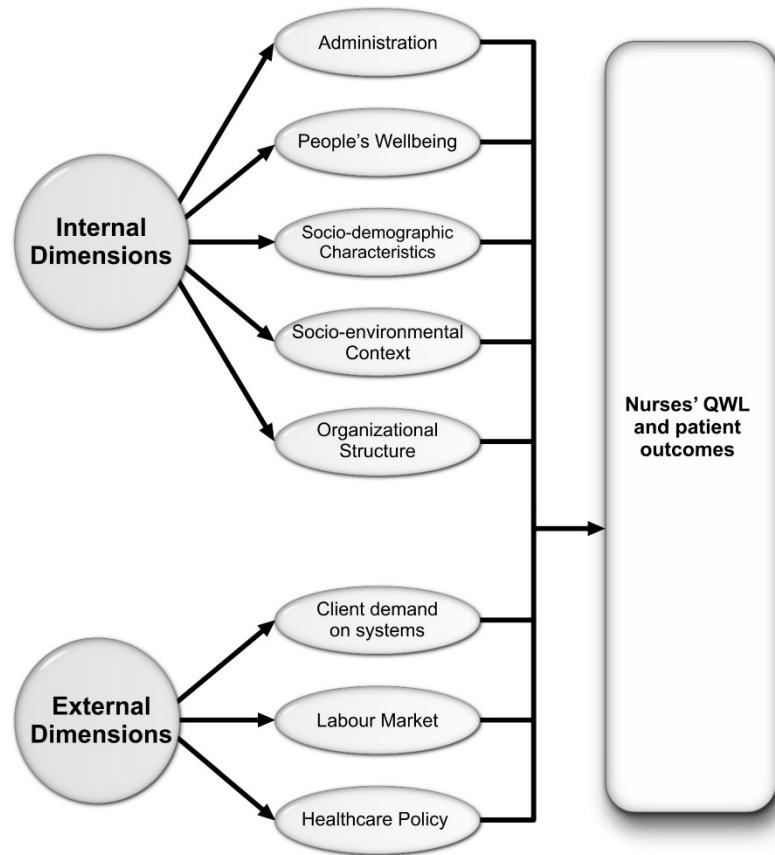 Administration
People's Wellbeing
Internal
Dimensions
Socio-demographic
Characteristics
Socio-environmental
Context
Organizational
Structure
Nurses' QWL
and patient
outcomes
Client demand
on systems
External
Dimensions
Labour Market
Healthcare Policy